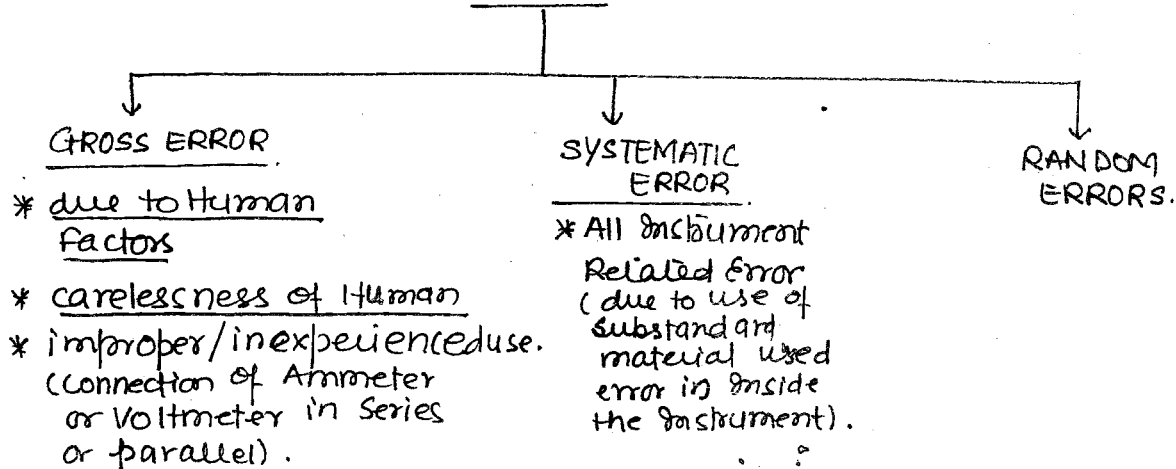 GROSS ERROR
* due to Human
Factors
* carelessness of Human
* improper/inexperienced use.
(Connection of Ammeter
or Voltmeter in Series
or parallel).
SYSTEMATIC
ERROR
* All Instrument
Related Error
(due to use of
substandard
material used
error in inside
the instrument).
RANDOM
ERRORS.